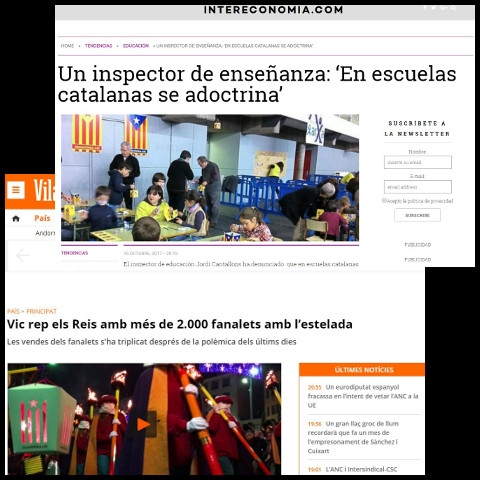 INTERECONOMIA.COM
HOME » TENDENCIAS » EDUCACIÓN » UN INSPECTOR DE ENSEÑANZA: 'EN ESCUELAS CATALANAS SE ADOCTRINA'
Un inspector de enseñanza: ‘En escuelas
catalanas se adoctrina’
SUSCRÍBETE A
LA NEWSLETTER
Nombre
inserte su email
E-mail
email address
Acepto la política de privacidad
SUBSCRIBE
PUBLICIDAD
PUBLICIDAD
TENDENCIAS
El inspector de educación Jordi Cantallops ha denunciado que en escuelas catalanas
Vila
País
Andorr
PAÍS > PRINCIPAT
Vic rep els Reis amb més de 2.000 fanalets amb l’estelada
Les vendes dels fanalets s’ha triplicat després de la polèmica dels últims dies
ÚLTIMES NOTÍCIES
20:55 Un eurodiputat espanyol
fracassa en l’intent de vetar l’ANC a la
UE
19:56 Un gran llaç groc de llum
recordarà que fa un mes de
l’empresonament de Sànchez i
Cuixart
19:01 L’ANC i Intersindical-CSC